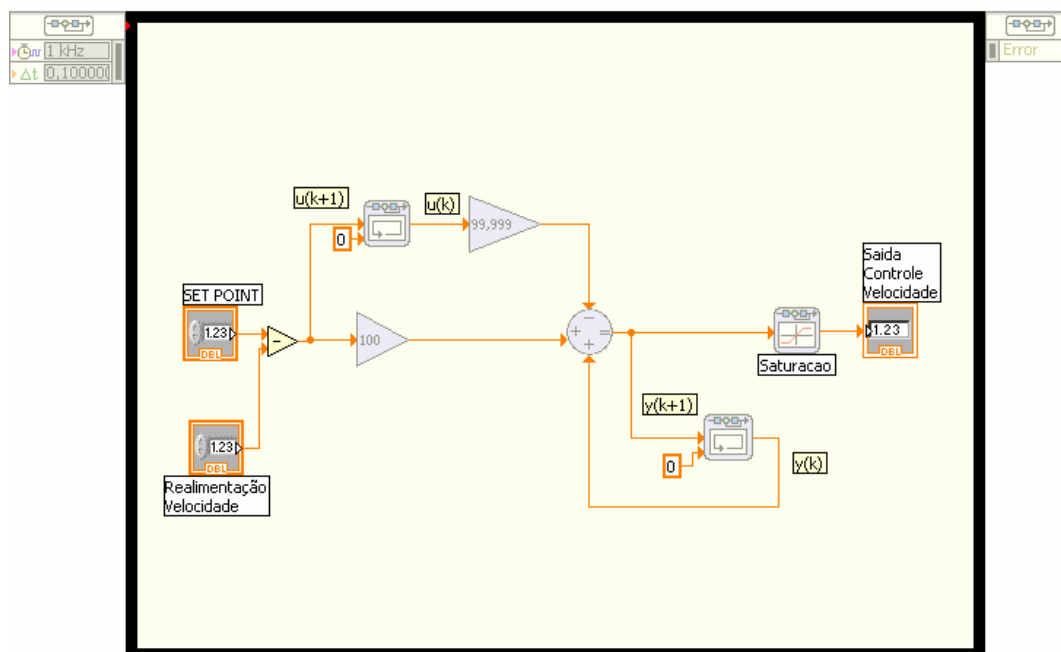 1 kHz
Δt 0,10000
Error
u(k+1)
u(k)
99,999
0
Saida
Controle
Velocidade
SET POINT
1.23
DBL
-
100
+ - + =
1.23
DBL
Saturacao
y(k+1)
1.23
DBL
0
y(k)
Realimentação
Velocidade